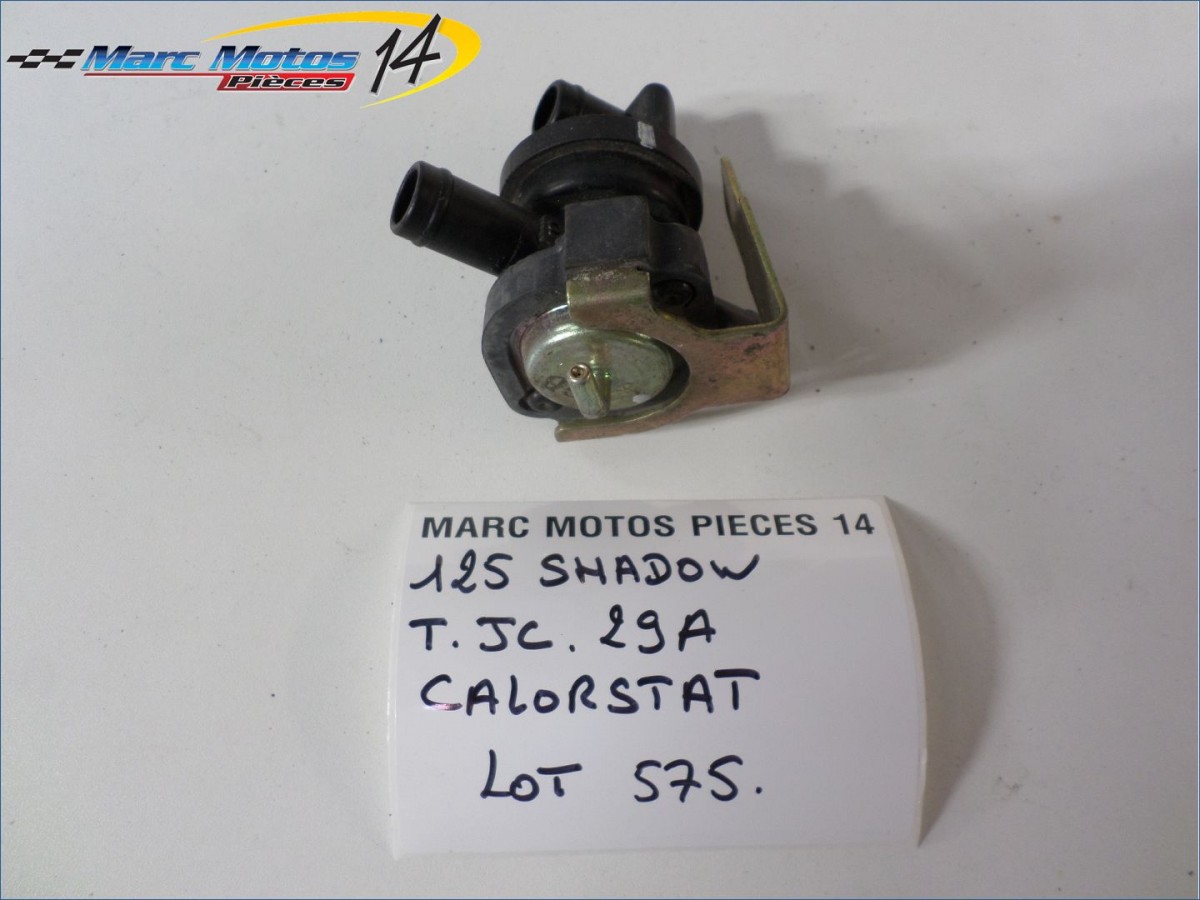 Marc Motos 14
Pièces
MARC MOTOS PIECES 14
125 SHADOW
T. JC. 29A
CALORSTAT
LOT 575.